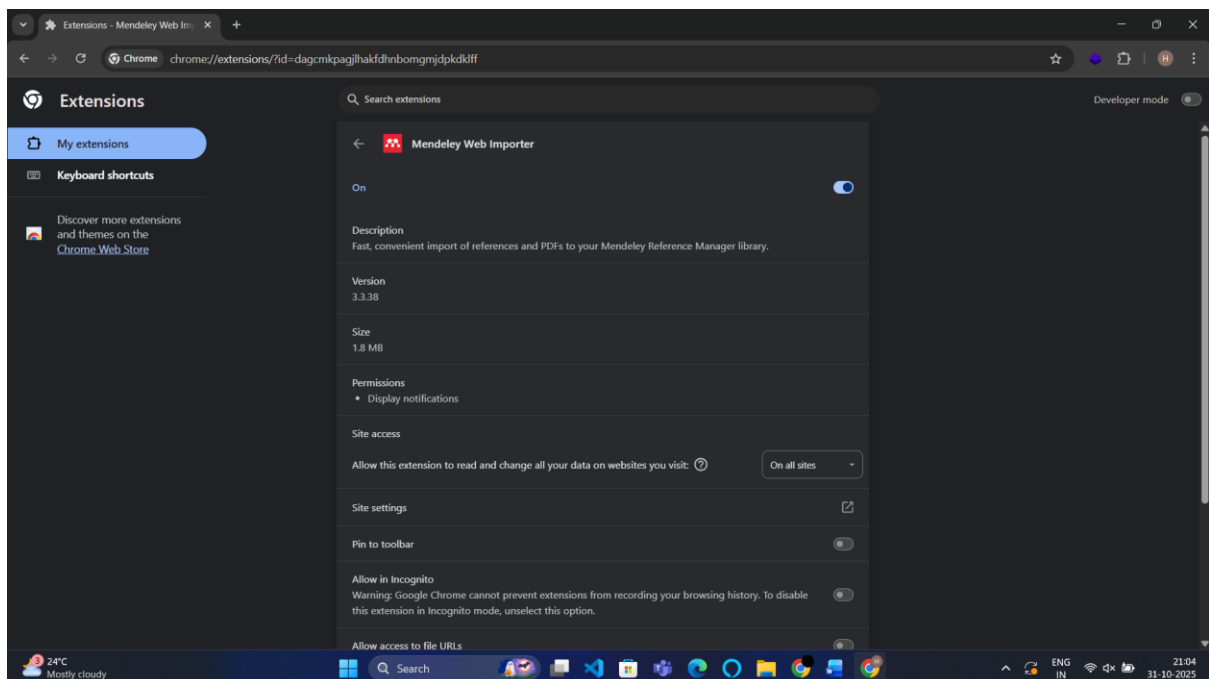 Extensions - Mendeley Web Im
Chrome
chrome://extensions/?id=dagcmkpagjlhakfdhnbomgmjdpkdklff
H
Extensions
Search extensions
Developer mode
My extensions
Keyboard shortcuts
Discover more extensions
and themes on the
Chrome Web Store
Mendeley Web Importer
On
Description
Fast, convenient import of references and PDFs to your Mendeley Reference Manager library.
Version
3.3.38
Size
1.8 MB
Permissions
• Display notifications
Site access
Allow this extension to read and change all your data on websites you visit:
On all sites
Site settings
Pin to toolbar
Allow in Incognito
Warning: Google Chrome cannot prevent extensions from recording your browsing history. To disable
this extension in Incognito mode, unselect this option.
Allow access to file URLs
3
24°C
Mostly cloudy
Search
ENG
IN
21:04
31-10-2025